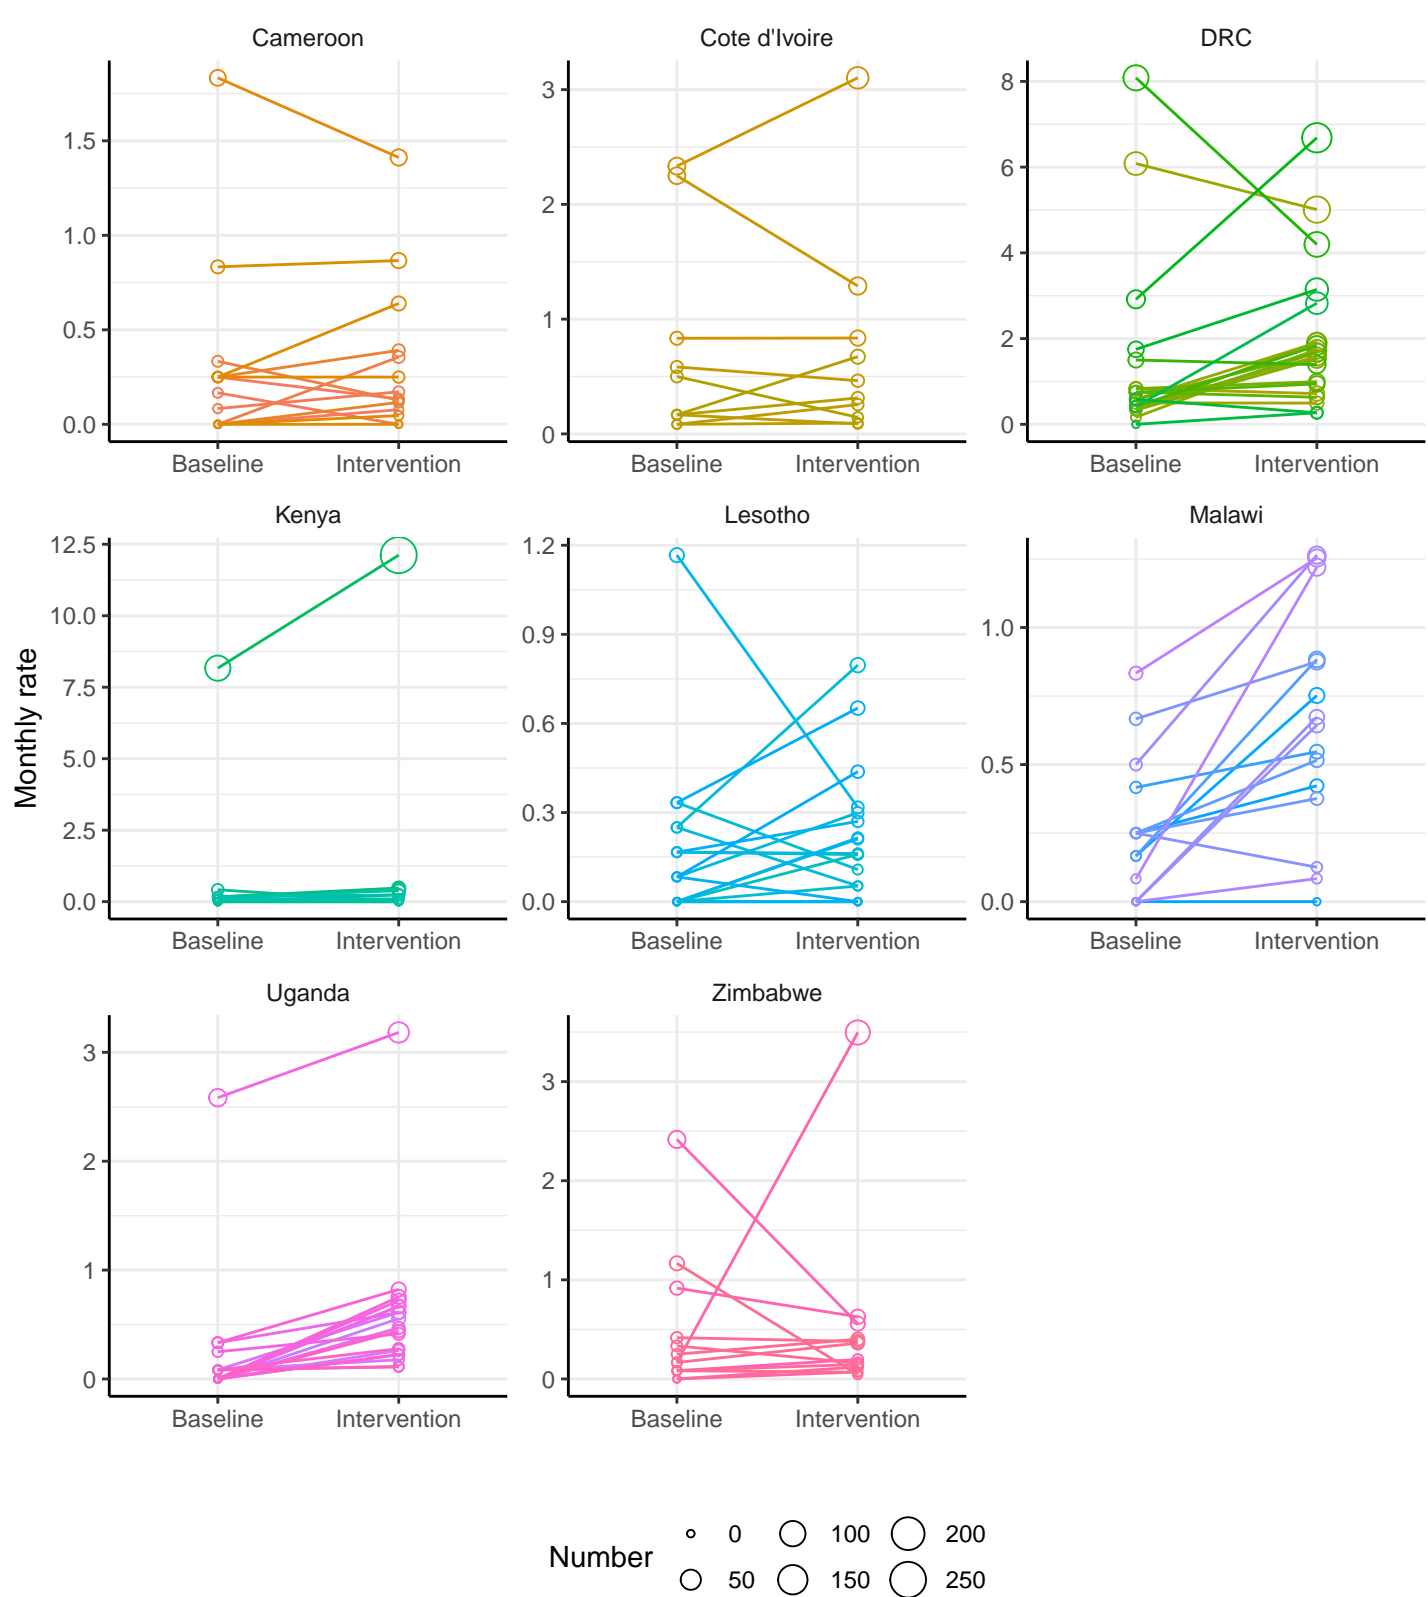 Cameroon
Cote d'Ivoire
DRC
1.5
1.0
0.5
0.0
Baseline Intervention
3
2
1
0
Baseline Intervention
8
6
4
2
0
Baseline Intervention
Kenya
Lesotho
Malawi
Monthly rate
12.5
10.0
7.5
5.0
2.5
0.0
Baseline Intervention
1.2
0.9
0.6
0.3
0.0
Baseline Intervention
1.0
0.5
0.0
Baseline Intervention
Uganda
Zimbabwe
3
2
1
0
Baseline Intervention
3
2
1
0
Baseline Intervention
Number
0 100 200
50 150 250